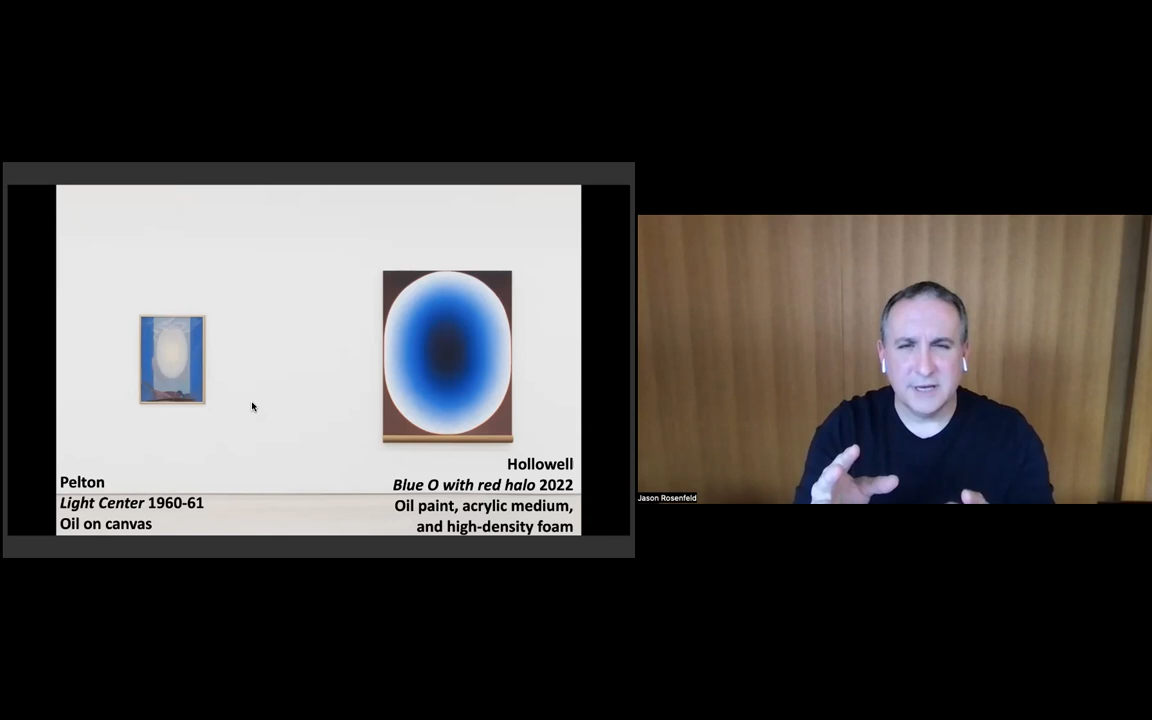 Pelton
Light Center 1960-61
Oil on canvas
Hollowell
Blue O with red halo 2022
Oil paint, acrylic medium,
and high-density foam
Jason Rosenfeld